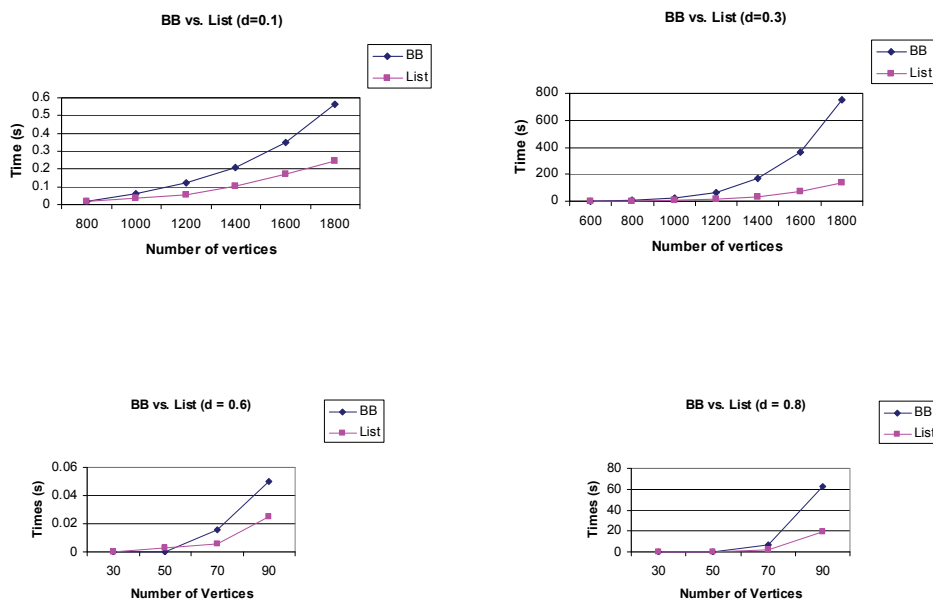 BB vs. List (d=0.1)
BB
List
0.6
0.5
0.4
0.3
0.2
0.1
0
Time (s)
800 1000 1200 1400 1600 1800
Number of vertices
BB vs. List (d=0.3)
BB
List
800
600
400
200
0
Time (s)
600 800 1000 1200 1400 1600 1800
Number of vertices
BB vs. List (d = 0.6)
BB
List
0.06
0.04
0.02
0
Times (s)
30 50 70 90
Number of Vertices
BB vs. List (d = 0.8)
BB
List
80
60
40
20
0
Times (s)
30 50 70 90
Number of Vertices